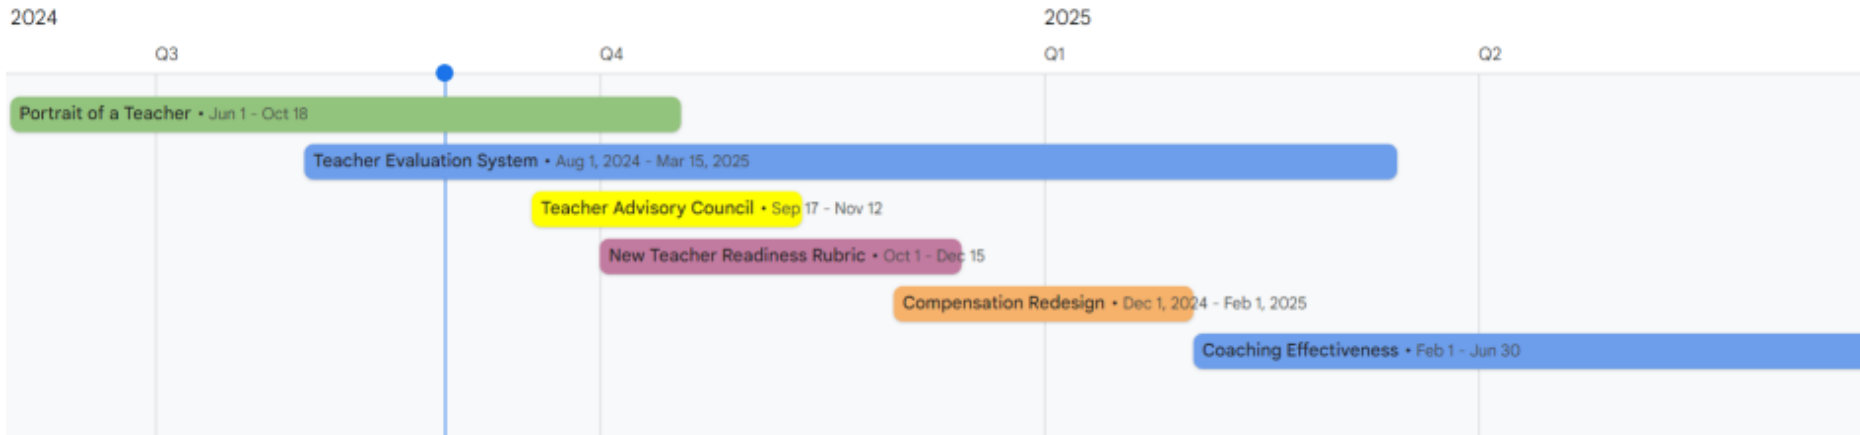 2024 2025
Q3 Q4 Q1 Q2
Portrait of a Teacher • Jun 1 - Oct 18
Teacher Evaluation System • Aug 1, 2024 - Mar 15, 2025
Teacher Advisory Council • Sep 17 - Nov 12
New Teacher Readiness Rubric • Oct 1 - Dec 15
Compensation Redesign • Dec 1, 2024 - Feb 1, 2025
Coaching Effectiveness • Feb 1 - Jun 30